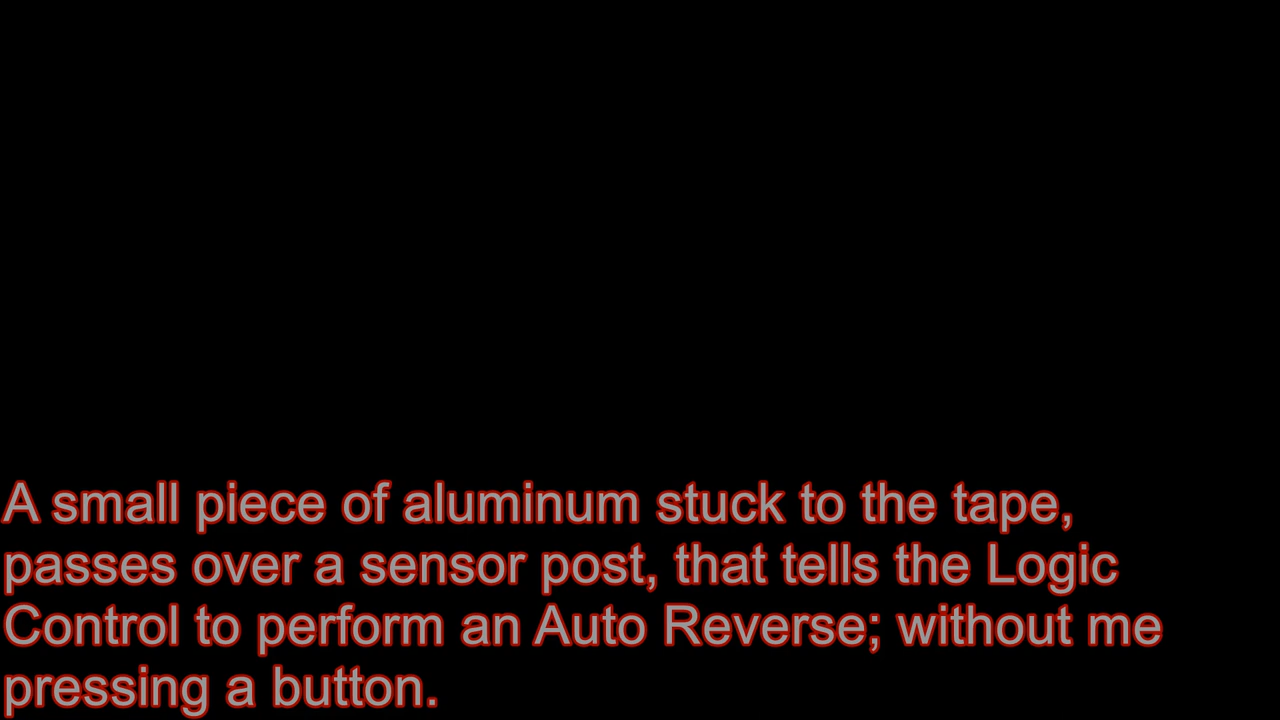 A small piece of aluminum stuck to the tape,
passes over a sensor post, that tells the Logic
Control to perform an Auto Reverse; without me
pressing a button.